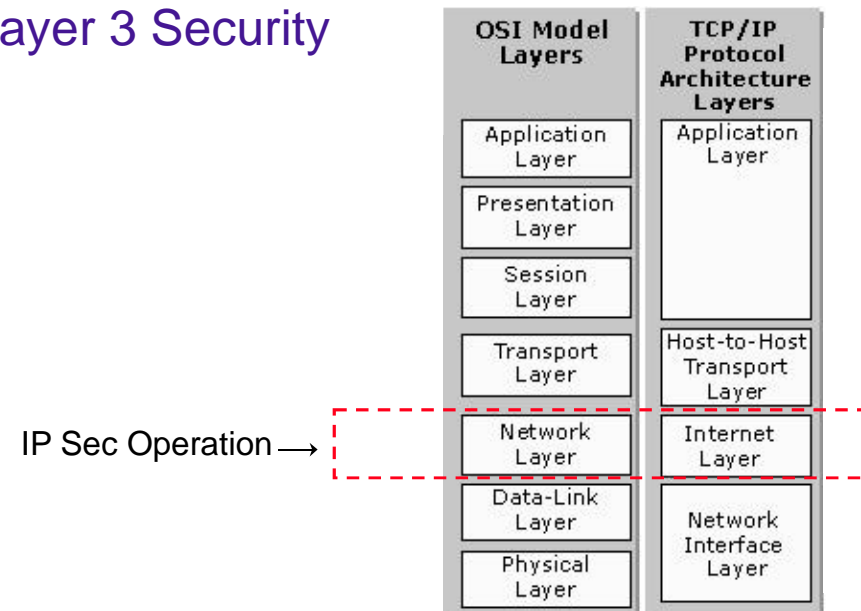 ayer 3 Security
OSI Model
Layers
TCP/IP
Protocol
Architecture
Layers
Application
Layer
Presentation
Layer
Session
Layer
Transport
Layer
Network
Layer
Data-Link
Layer
Physical
Layer
Application
Layer
Host-to-Host
Transport
Layer
Internet
Layer
Network
Interface
Layer
IP Sec Operation →